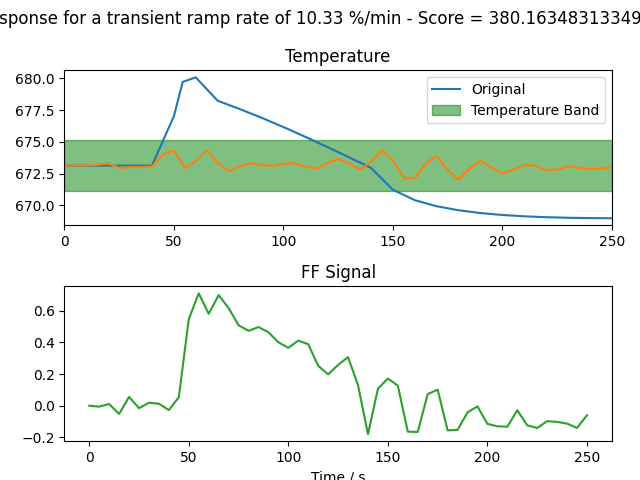 sponse for a transient ramp rate of 10.33 %/min - Score = 380.16348313349
Temperature
680.0
677.5
675.0
672.5
670.0
Original
Temperature Band
0 50 100 150 200 250
FF Signal
0.6
0.4
0.2
0.0
−0.2
0 50 100 150 200 250
Time / s